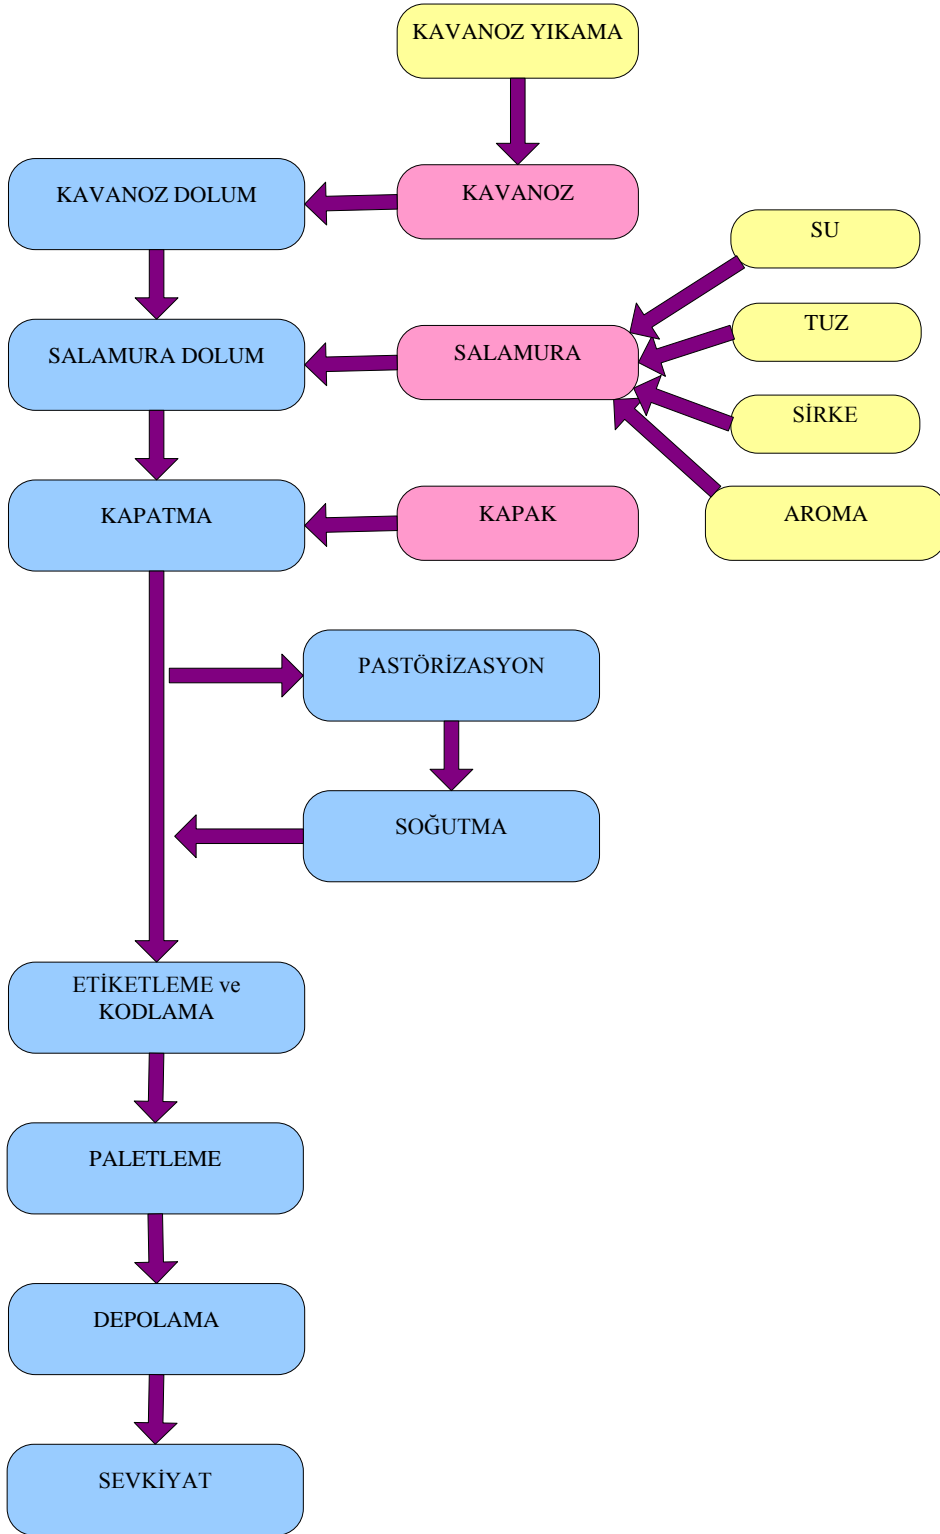 KAVANOZ YIKAMA
KAVANOZ DOLUM
KAVANOZ
SU
SALAMURA DOLUM
SALAMURA
TUZ
SİRKE
KAPATMA
KAPAK
AROMA
PASTÖRİZASYON
SOĞUTMA
ETİKETLEME ve
KODLAMA
PALETLEME
DEPOLAMA
SEVKİYAT